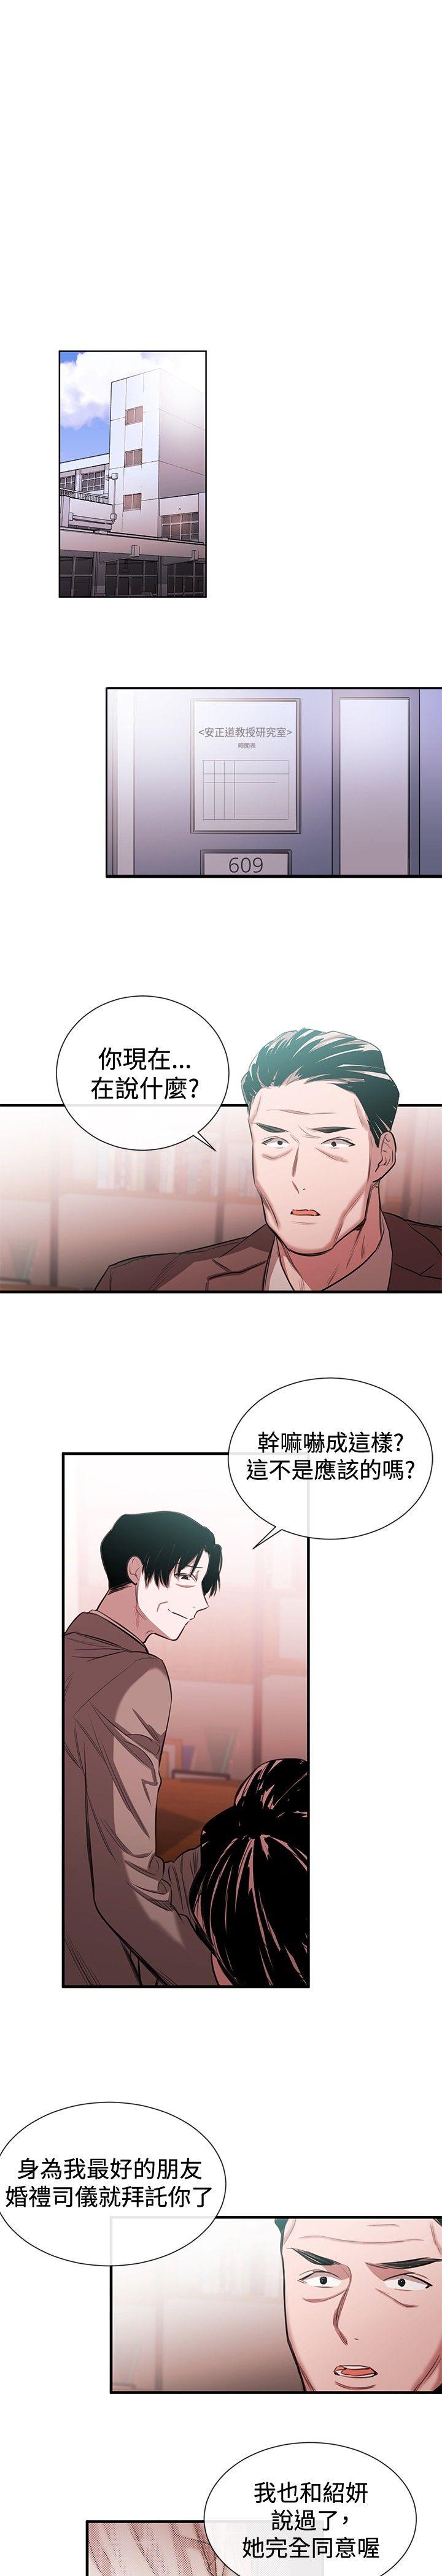 <安正道教授研究室>
時間表
609
你現在...
在說什麼?
幹嘛嚇成這樣?
這不是應該的嗎?
身為我最好的朋友
婚禮司儀就拜託你了
我也和紹妍
說過了,
她完全同意喔